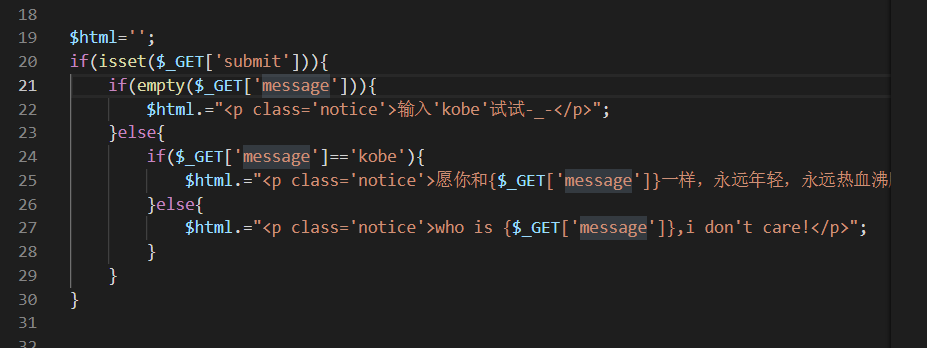 18
19 $html='';
20 if(isset($_GET['submit'])){
21 if(empty($_GET['message'])){
22 $html.="<p class='notice'>输入'kobe'试试-_-</p>";
23 }else{
24 if($_GET['message']=='kobe'){
25 $html.="<p class='notice'>愿你和{$_GET['message']}一样，永远年轻，永远热血沸
26 }else{
27 $html.="<p class='notice'>who is {$_GET['message']},i don't care!</p>";
28 }
29 }
30 }
31
32